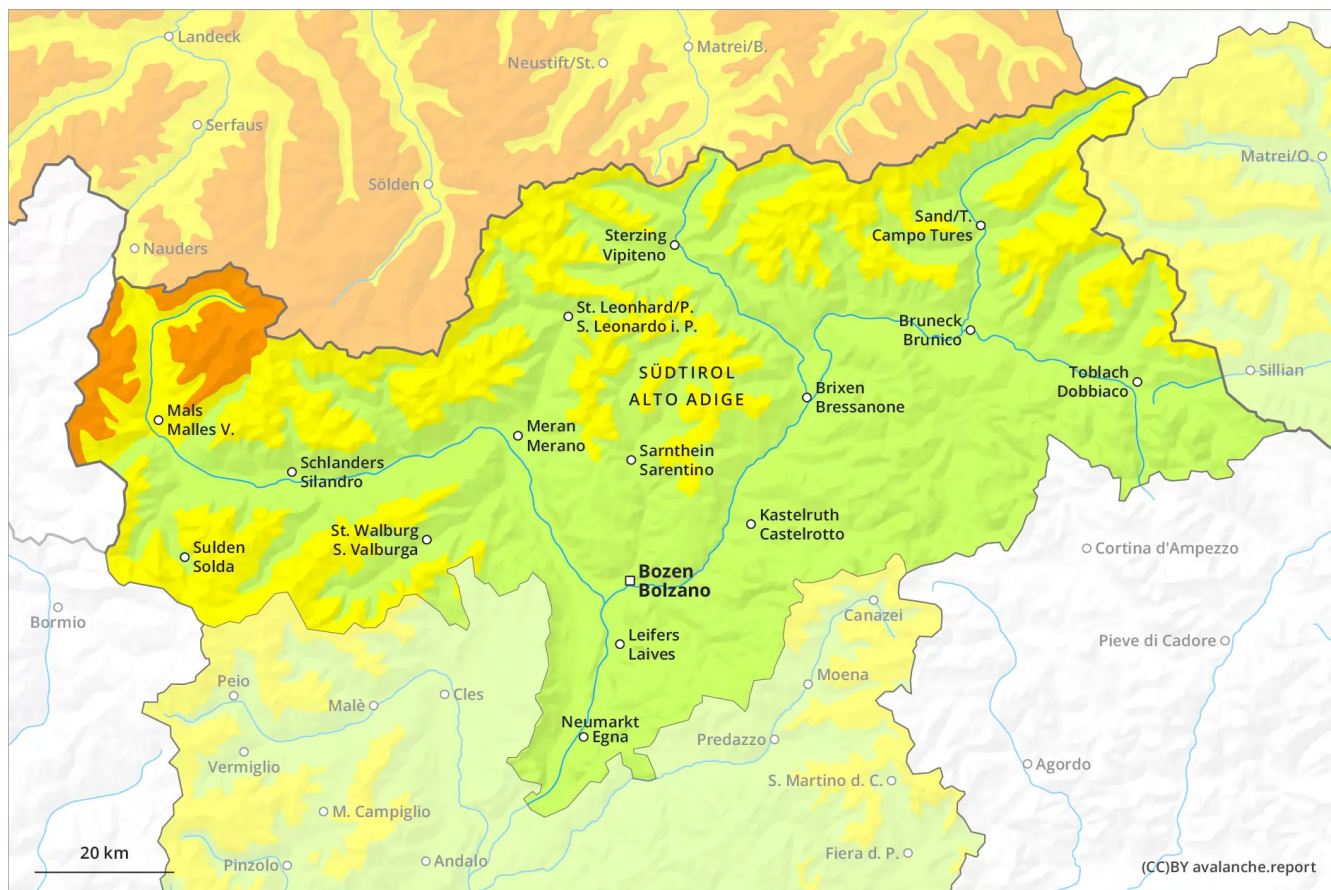 Landeck
Matrei/B.
Neustift/St.
Serfaus
Matrei/O.
Sölden
Sand/T.
Campo Tures
Sterzing
Vipiteno
Nauders
St. Leonhard/P.
S. Leonardo i. P.
Bruneck
Brunico
SÜDTIROL
ALTO ADIGE
Toblach
Dobbiaco
Sillian
Brixen
Bressanone
Mals
Malles V.
Meran
Merano
Schlanders
Silandro
Sarnthein
Sarentino
Kastelruth
Castelrotto
St. Walburg
S. Valburga
Sulden
Solda
Cortina d'Ampezzo
Bozen
Bolzano
Bormio
Canazei
Leifers
Laives
Pieve di Cadore
Moena
Peio
Cles
Malè
Neumarkt
Egna
Predazzo
Vermiglio
Agordo
S. Martino d. C.
M. Campiglio
20 km
Andalo
Fiera d. P.
Pinzolo
(CC)BY avalanche.report